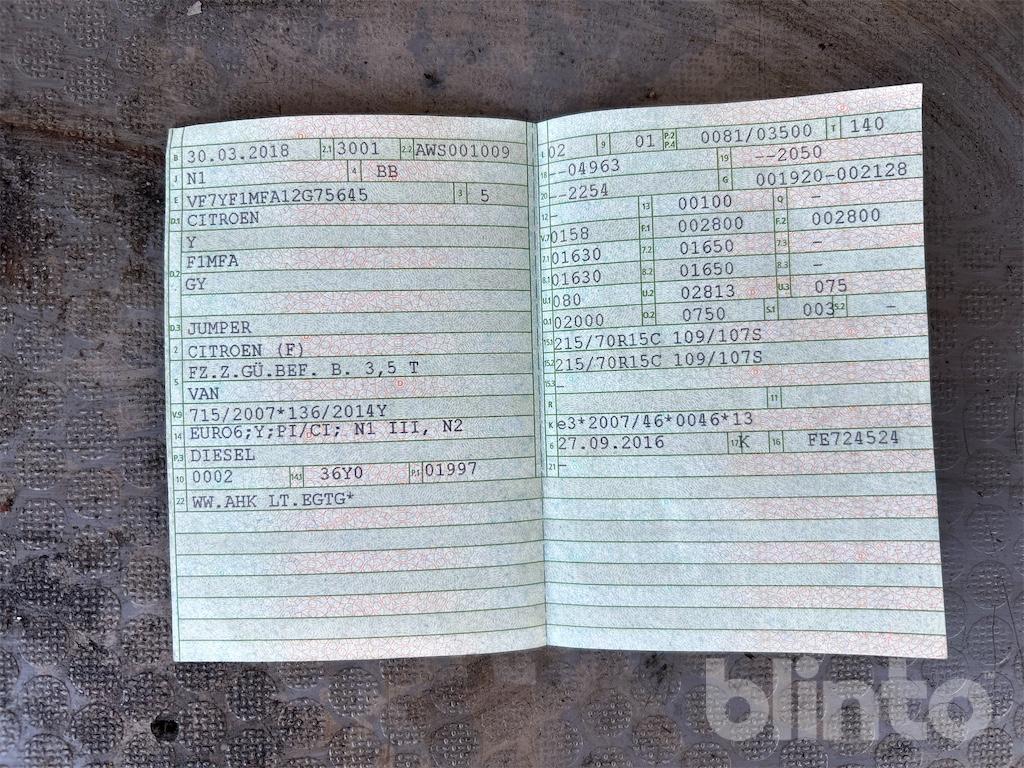 B 30.03.2018 2.1 3001 2.2 AWS001009
J N1 4 BB
E VF7YF1MFA12G75645 3 5
D.1 CITROEN
Y
D.2 F1MFA
GY
D.3 JUMPER
2 CITROEN (F)
5 FZ.Z.GÜ.BEF. B. 3,5 T
VAN
V.9 715/2007*136/2014Y
14 EURO6;Y;PI/CI; N1 III, N2
P.3 DIESEL
10 0002 14.1 36Y0 P.1 01997
22 WW.AHK LT.EGTG*
L 02 9 01 P.2 P.4 0081/03500 T 140
18 --04963 19 --2050
20 --2254 G 001920-002128
12 - 13 00100 Q -
V.7 0158 F.1 002800 F.2 002800
7.1 01630 7.2 01650 7.3 -
8.1 01630 8.2 01650 8.3 -
U.1 080 U.2 02813 U.3 075
O.1 02000 O.2 0750 S.1 003 S.2 -
15.1 215/70R15C 109/107S
15.2 215/70R15C 109/107S
15.3 -
R 11
K e3*2007/46*0046*13
6 27.09.2016 17 K 16 FE724524
21 -
blinto